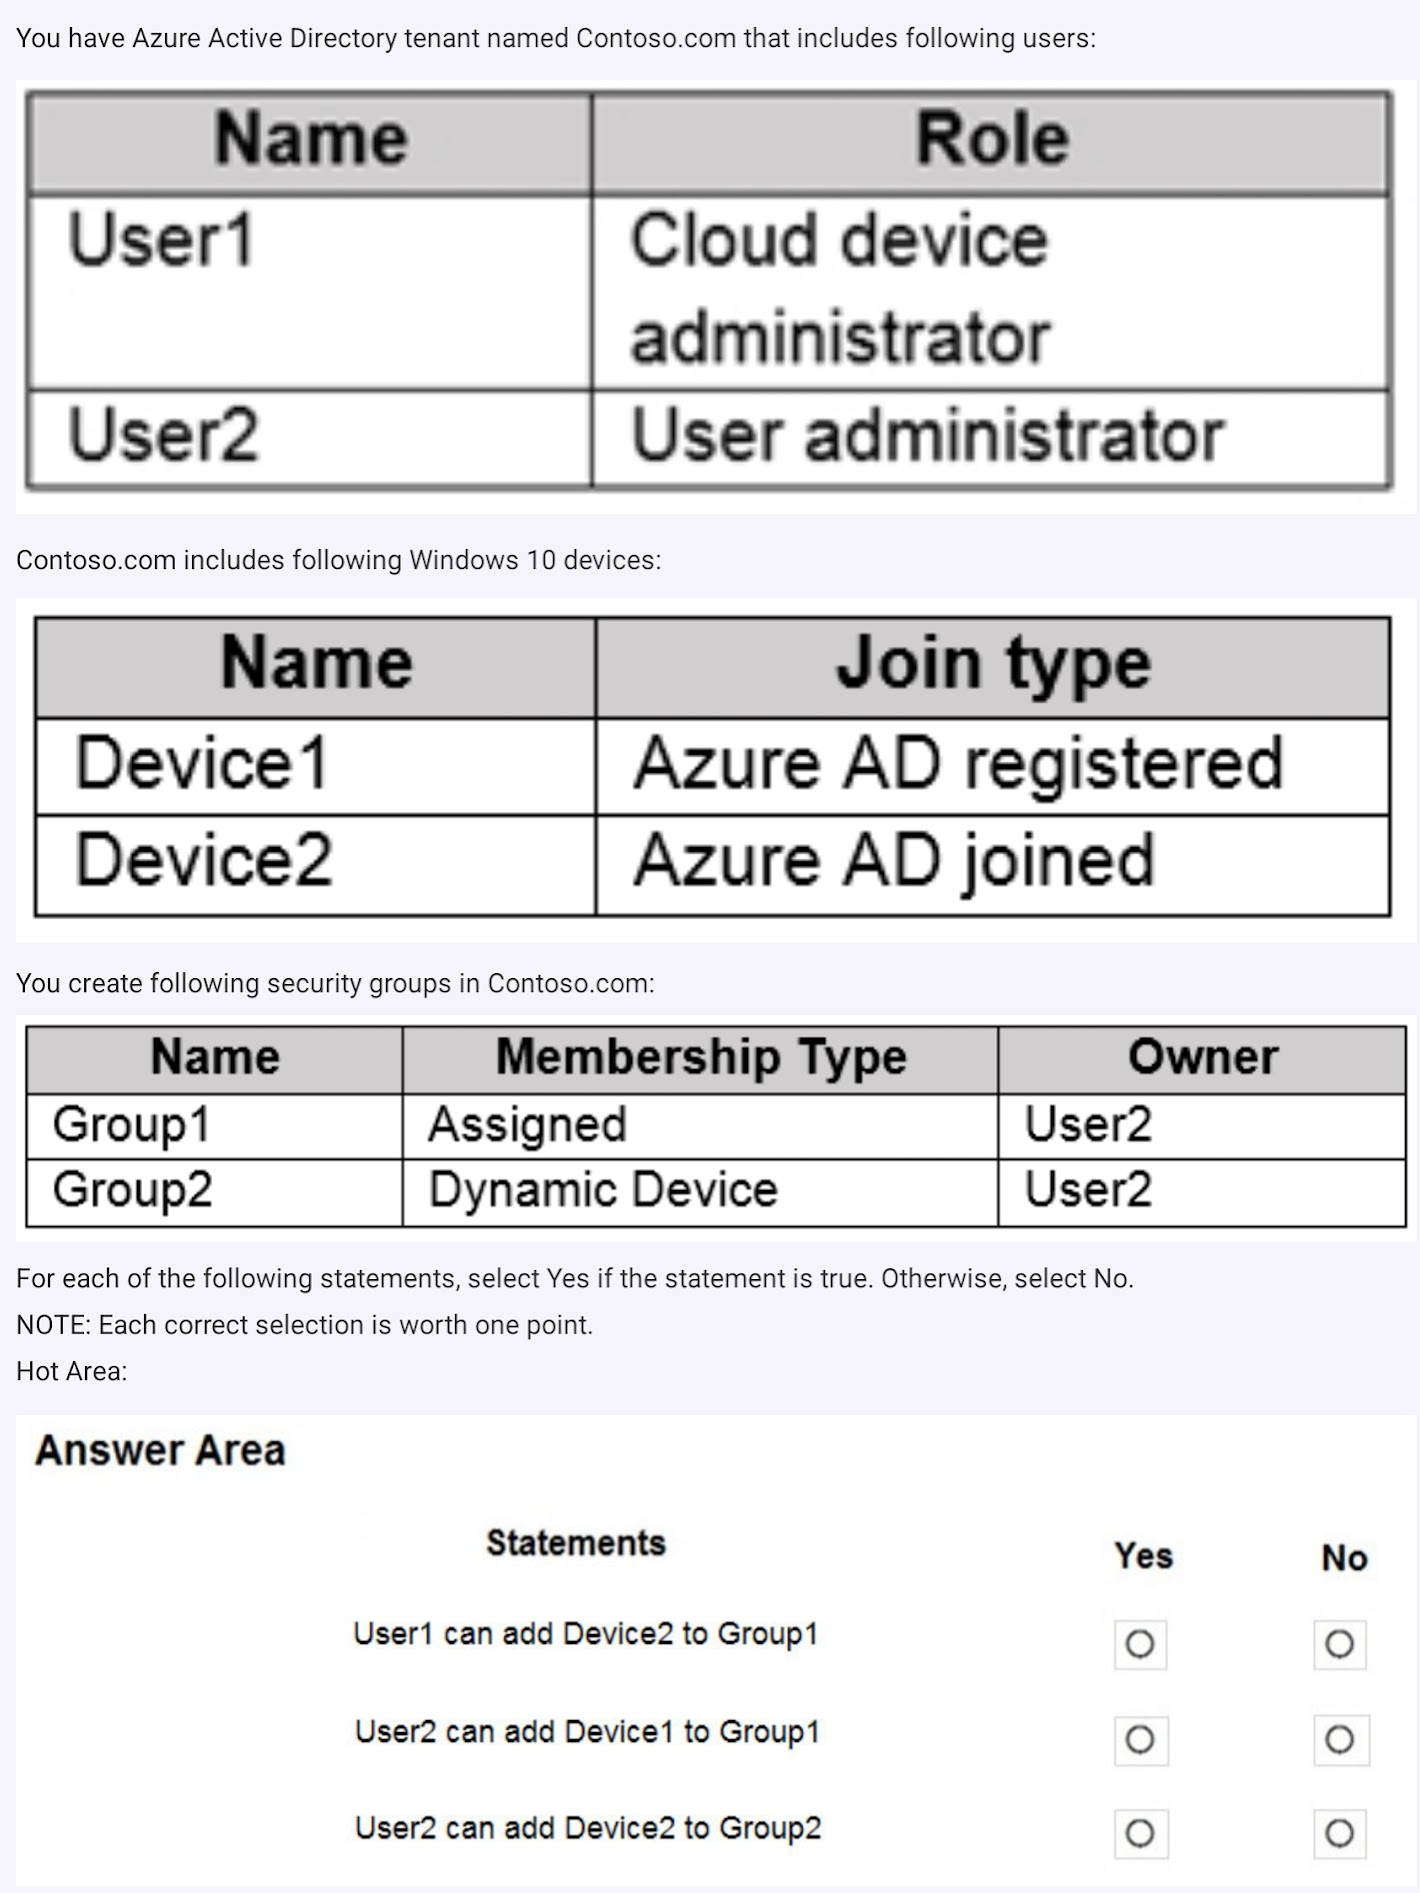 You have Azure Active Directory tenant named Contoso.com that includes following users:
Name Role
User1 Cloud device
administrator
User2 User administrator
Contoso.com includes following Windows 10 devices:
Name Join type
Device1 Azure AD registered
Device2 Azure AD joined
You create following security groups in Contoso.com:
Name Membership Type Owner
Group1 Assigned User2
Group2 Dynamic Device User2
For each of the following statements, select Yes if the statement is true. Otherwise, select No.
NOTE: Each correct selection is worth one point.
Hot Area:
Answer Area
Statements Yes No
User1 can add Device2 to Group1
User2 can add Device1 to Group1
User2 can add Device2 to Group2